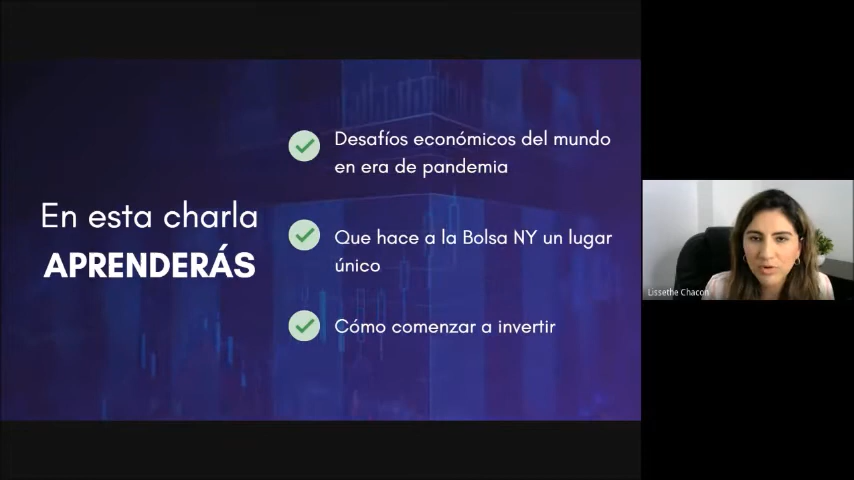 En esta charla
APRENDERÁS
Desafíos económicos del mundo
en era de pandemia
Que hace a la Bolsa NY un lugar
único
Cómo comenzar a invertir
Lissethe Chacon